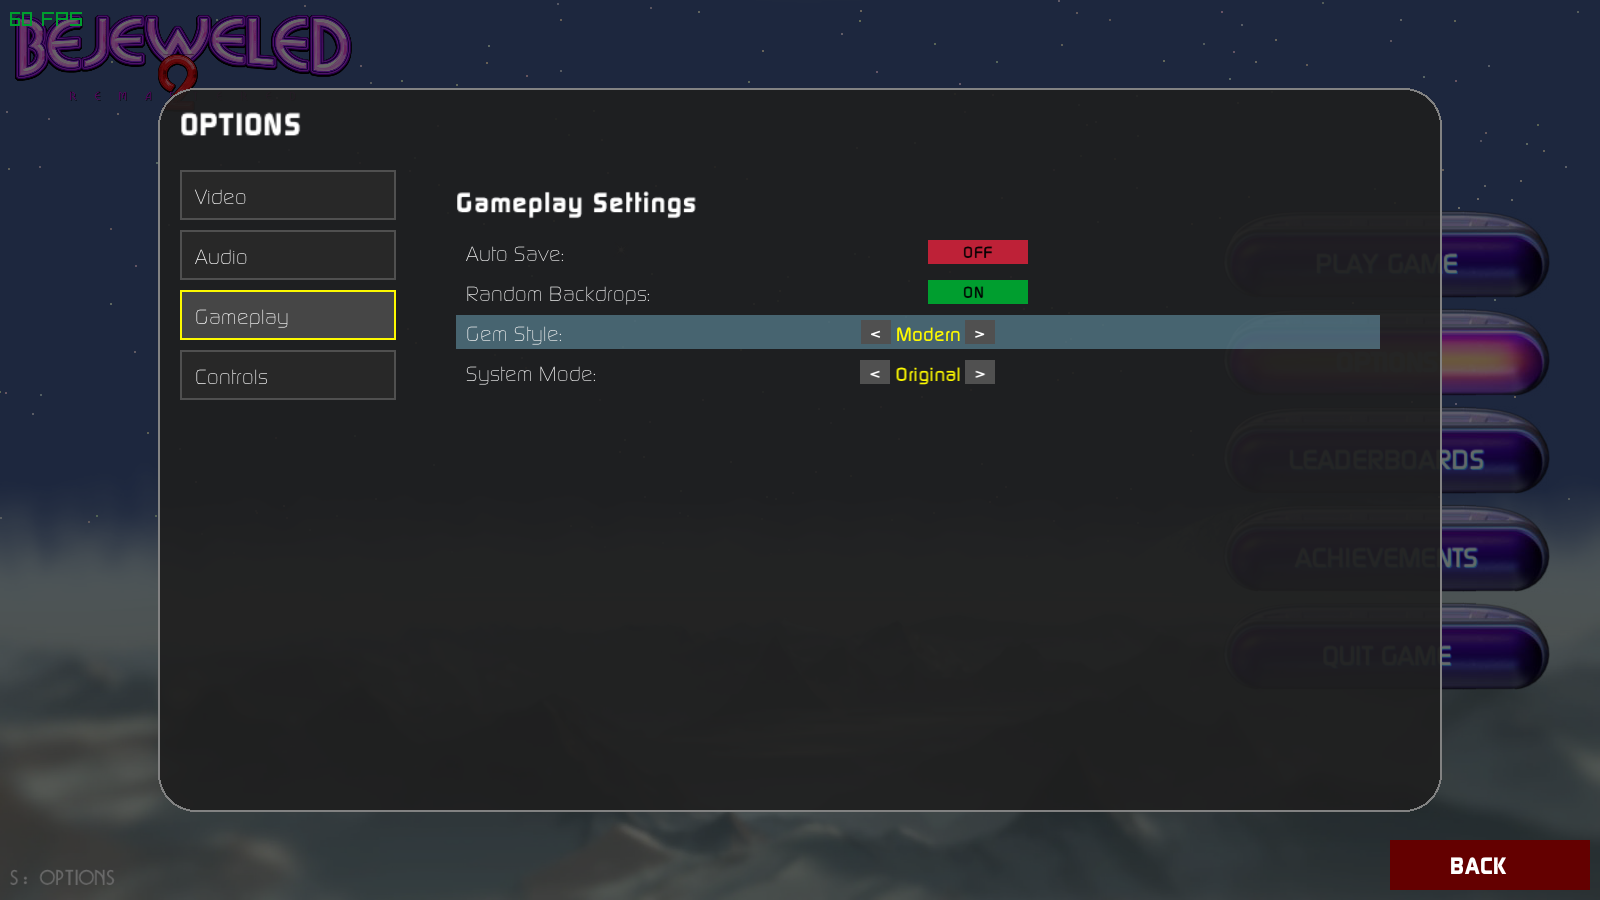 60 FPS
BEJEWELED
2
OPTIONS
Video
Audio
Gameplay
Controls
Gameplay Settings
Auto Save: OFF
Random Backdrops: ON
Gem Style: < Modern >
System Mode: < Original >
PLAY GAME
LEADERBOARDS
ACHIEVEMENTS
QUIT GAME
S: OPTIONS
BACK